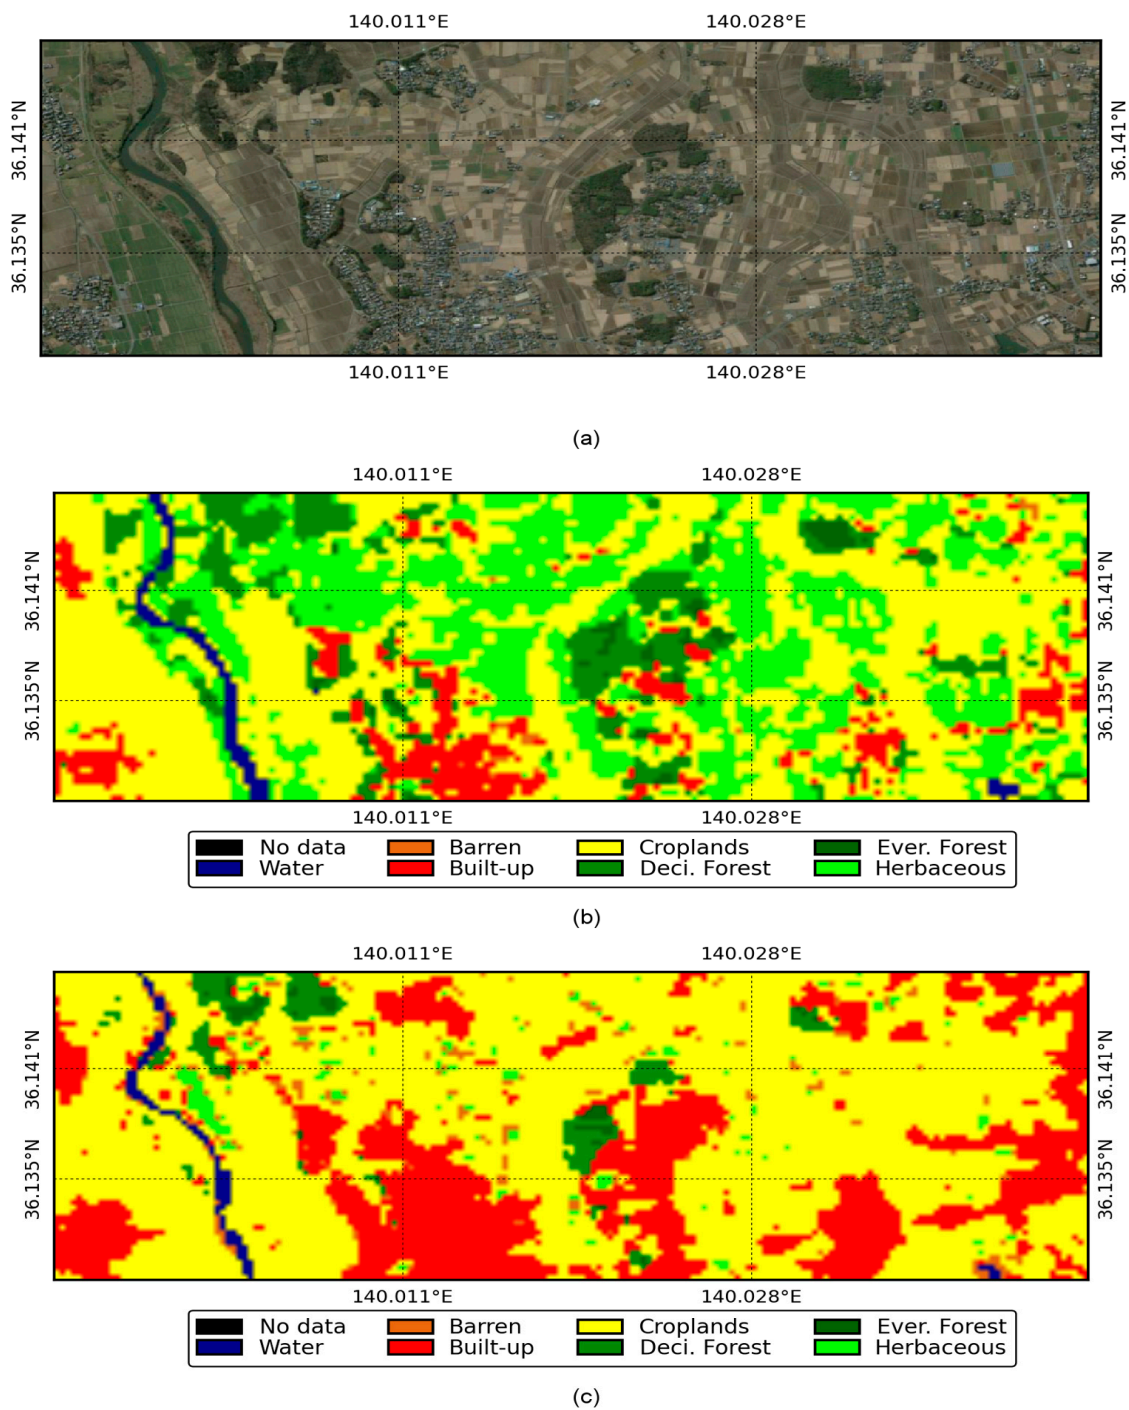 140.011°E 140.028°E
36.141°N 36.141°N
36.135°N 36.135°N
140.011°E 140.028°E
(a)
140.011°E 140.028°E
36.141°N 36.141°N
36.135°N 36.135°N
140.011°E 140.028°E
No data Barren Croplands Ever. Forest
Water Built-up Deci. Forest Herbaceous
(b)
140.011°E 140.028°E
36.141°N 36.141°N
36.135°N 36.135°N
140.011°E 140.028°E
No data Barren Croplands Ever. Forest
Water Built-up Deci. Forest Herbaceous
(c)